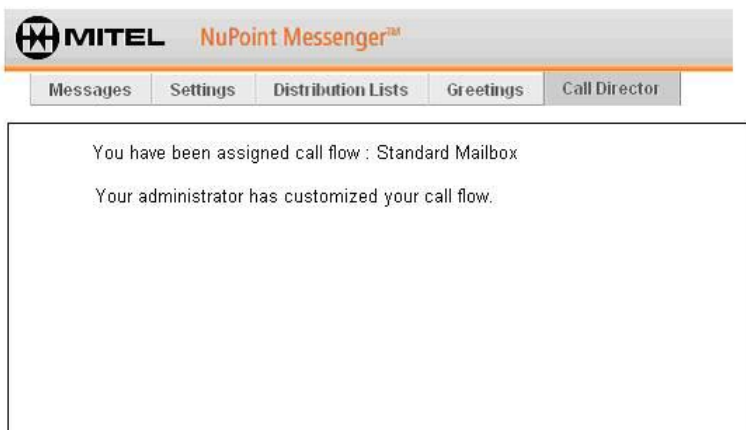 MITEL NuPoint Messenger™
Messages Settings Distribution Lists Greetings Call Director
You have been assigned call flow : Standard Mailbox
Your administrator has customized your call flow.